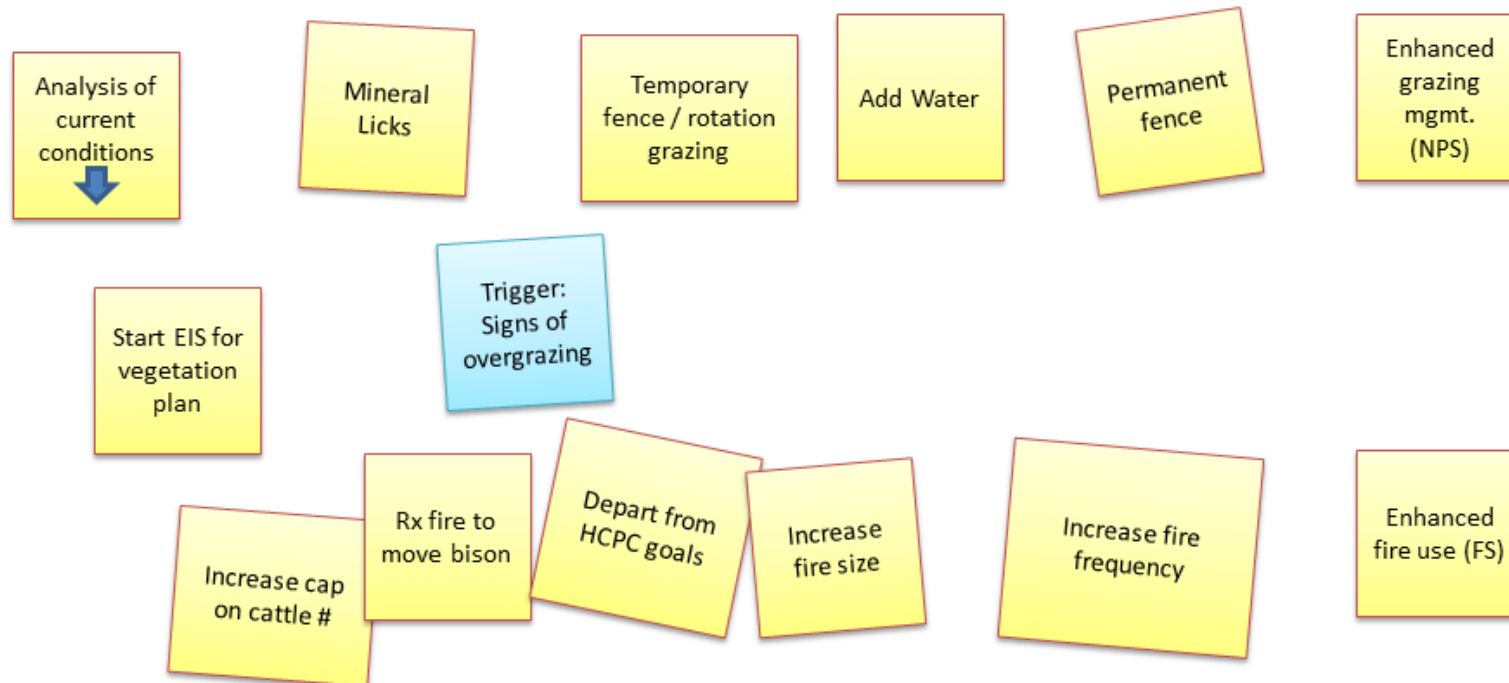 Analysis of
current
conditions
Mineral
Licks
Temporary
fence / rotation
grazing
Add Water
Permanent
fence
Enhanced
grazing
mgmt.
(NPS)
Start EIS for
vegetation
plan
Trigger:
Signs of
overgrazing
Increase cap
on cattle #
Rx fire to
move bison
Depart from
HCPC goals
Increase
fire size
Increase fire
frequency
Enhanced
fire use (FS)